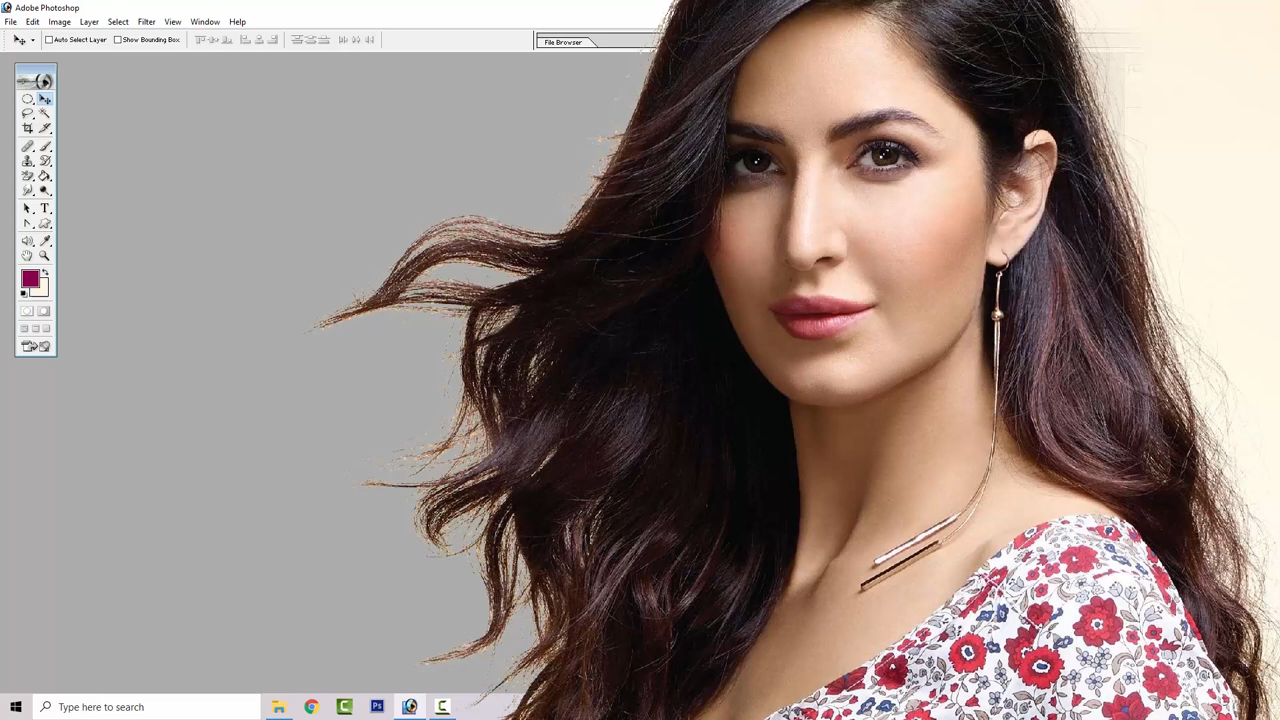 Adobe Photoshop
File Edit Image Layer Select Filter View Window Help
Auto Select Layer Show Bounding Box
File Browser
T
Type here to search
Ps